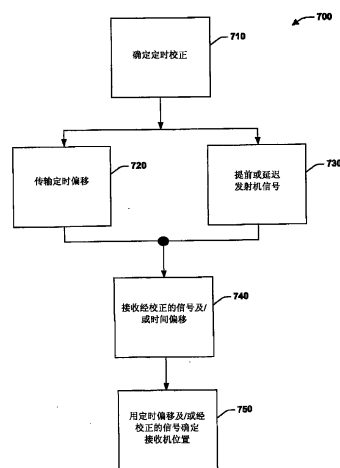 700
710
确定定时校正
720
传输定时偏移
730
提前或延迟
发射机信号
740
接收经校正的信号及/
或时间偏移
750
用定时偏移及/或经
校正的信号确定
接收机位置